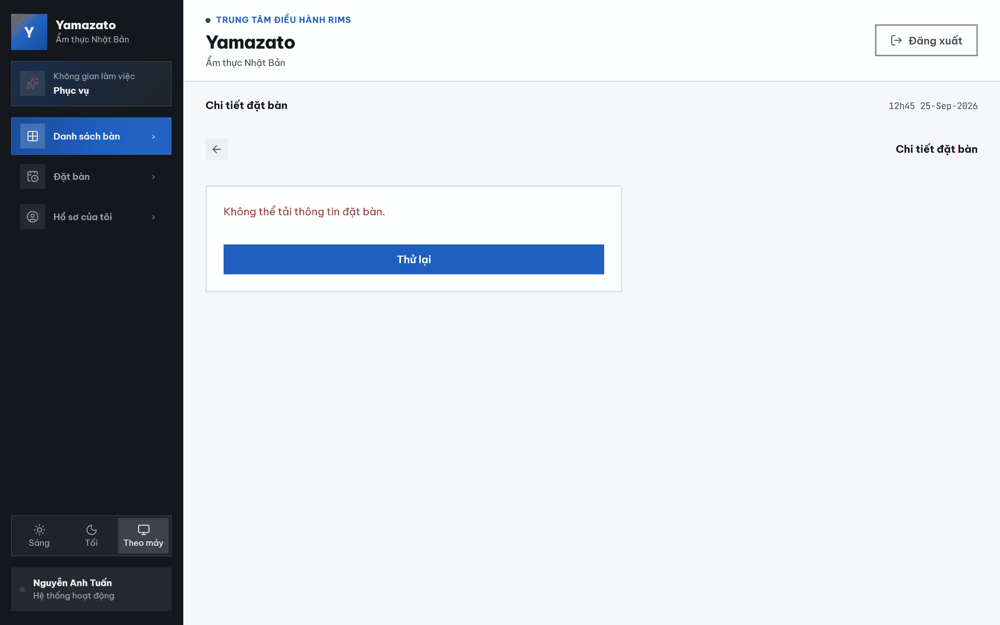 Y
Yamazato
Ẩm thực Nhật Bản
Không gian làm việc
Phục vụ
Danh sách bàn
Đặt bàn
Hồ sơ của tôi
Sáng
Tối
Theo máy
Nguyễn Anh Tuấn
Hệ thống hoạt động
TRUNG TÂM ĐIỀU HÀNH RIMS
Yamazato
Ẩm thực Nhật Bản
Đăng xuất
Chi tiết đặt bàn
12h45 25-Sep-2026
Chi tiết đặt bàn
Không thể tải thông tin đặt bàn.
Thử lại